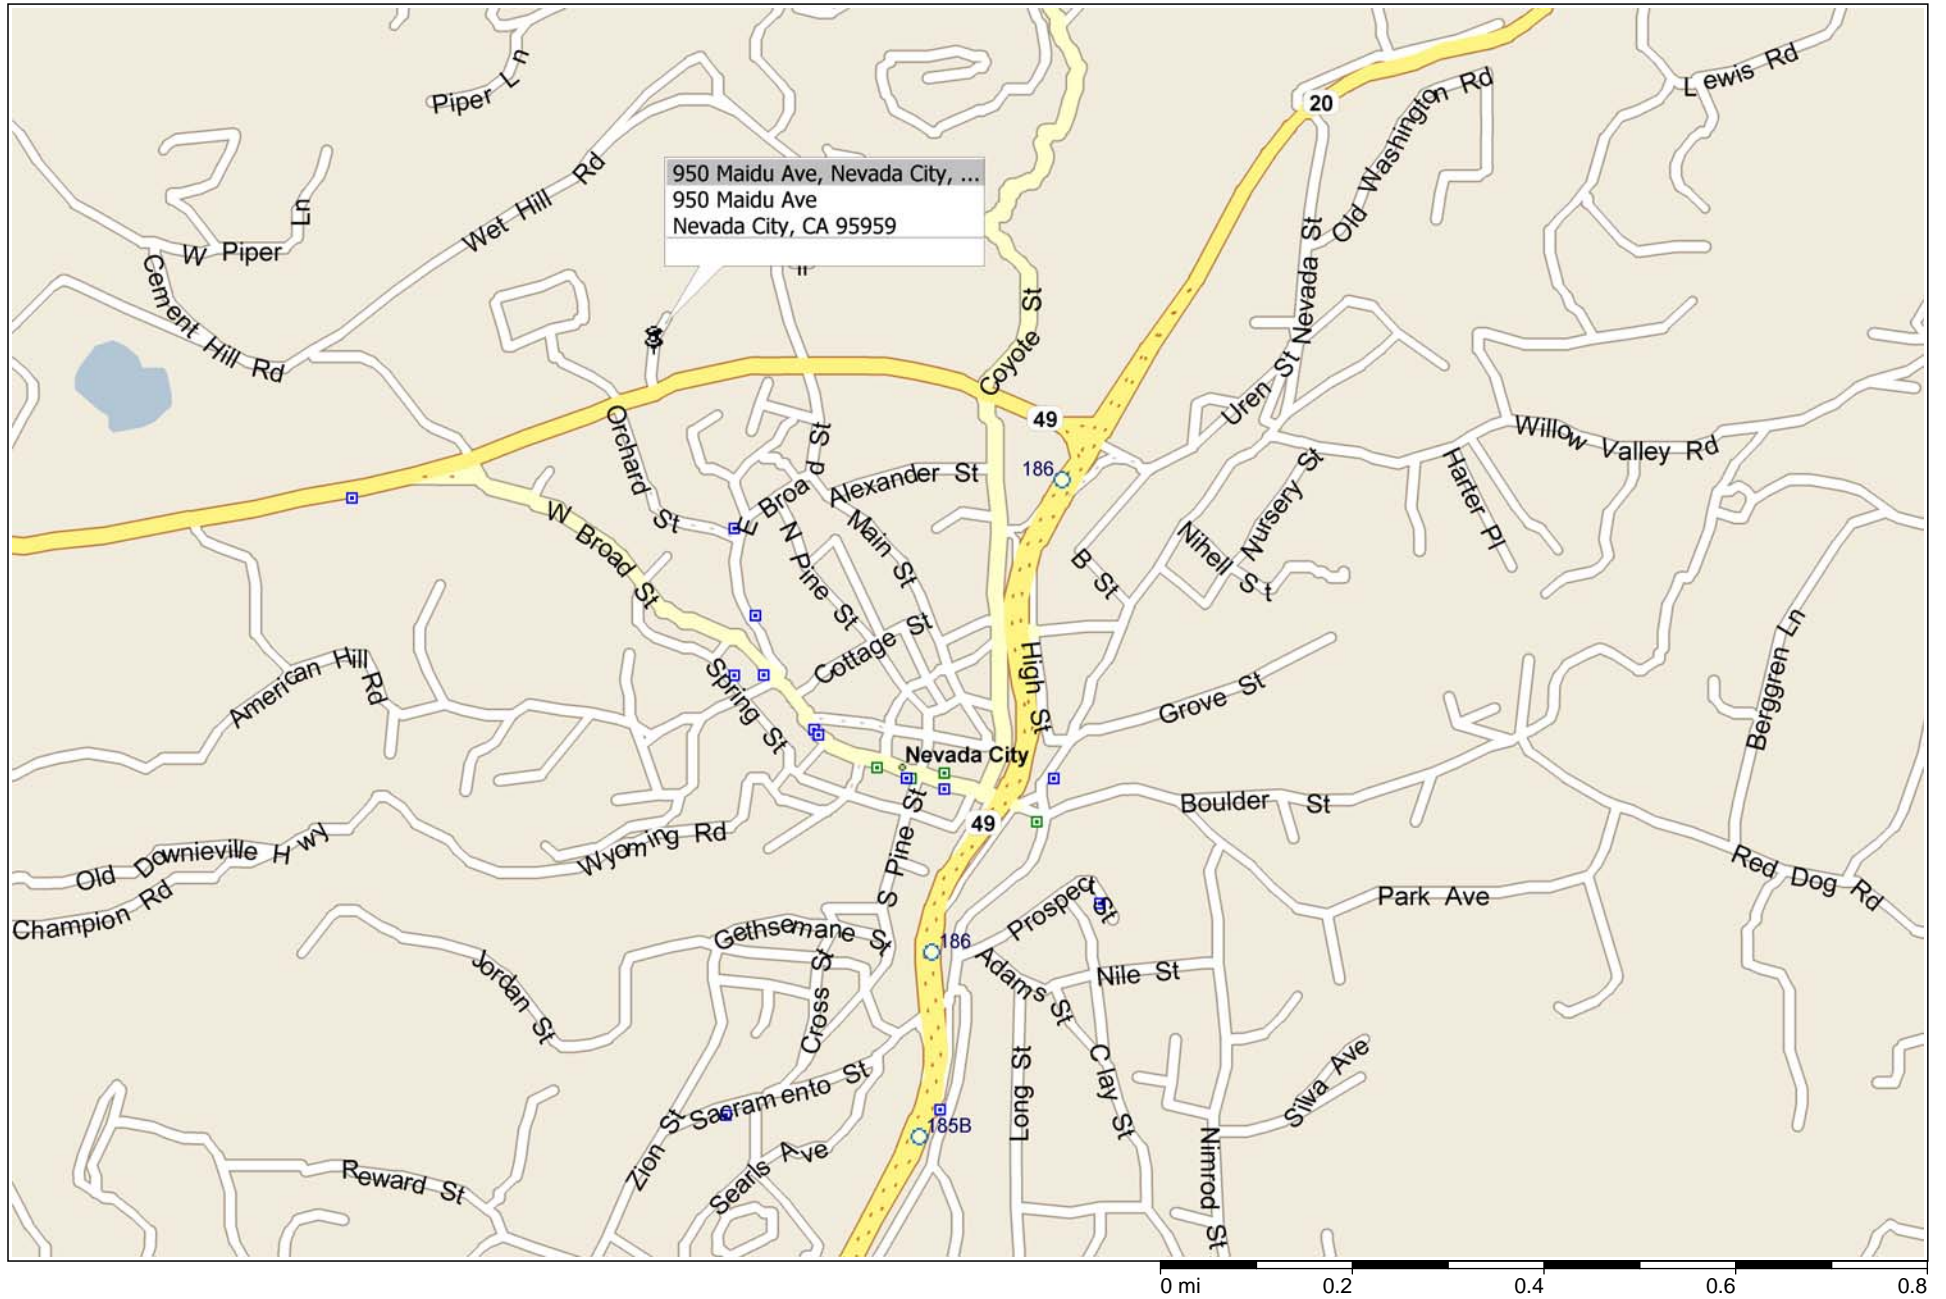 Piper Ln
Lewis Rd
20
Old Washington Rd
950 Maidu Ave, Nevada City, ...
950 Maidu Ave
Nevada City, CA 95959
Wet Hill Rd
W Piper Ln
Cement Hill Rd
Coyote St
Nevada St
Uren St
49
Orchard St
Willow Valley Rd
186
E Broad St
Alexander St
Harter Pl
Nursery St
Nihell St
W Broad St
N Pine St
Main St
B St
Cottage St
Berggren Ln
American Hill Rd
Spring St
High St
Grove St
Nevada City
Boulder St
49
S Pine St
Wyoming Rd
Old Downieville Hwy
Champion Rd
Red Dog Rd
Park Ave
Prospect St
Gethsemane St
186
Adams St
Nile St
Jordan St
Cross St
Clay St
Long St
Silva Ave
Sacramento St
185B
Zion St
Searls Ave
Reward St
Nimrod St
0 mi 0.2 0.4 0.6 0.8